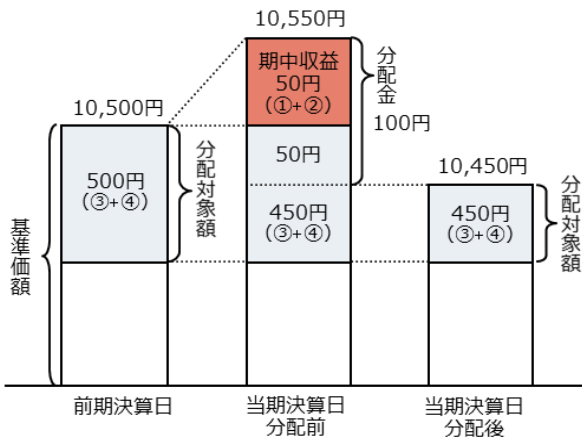 10,550円
期中収益
50円
(①+②)
分配金
100円
10,500円
500円
(③+④)
分配対象額
50円
450円
(③+④)
10,450円
450円
(③+④)
分配対象額
基準価額
前期決算日
当期決算日
分配前
当期決算日
分配後